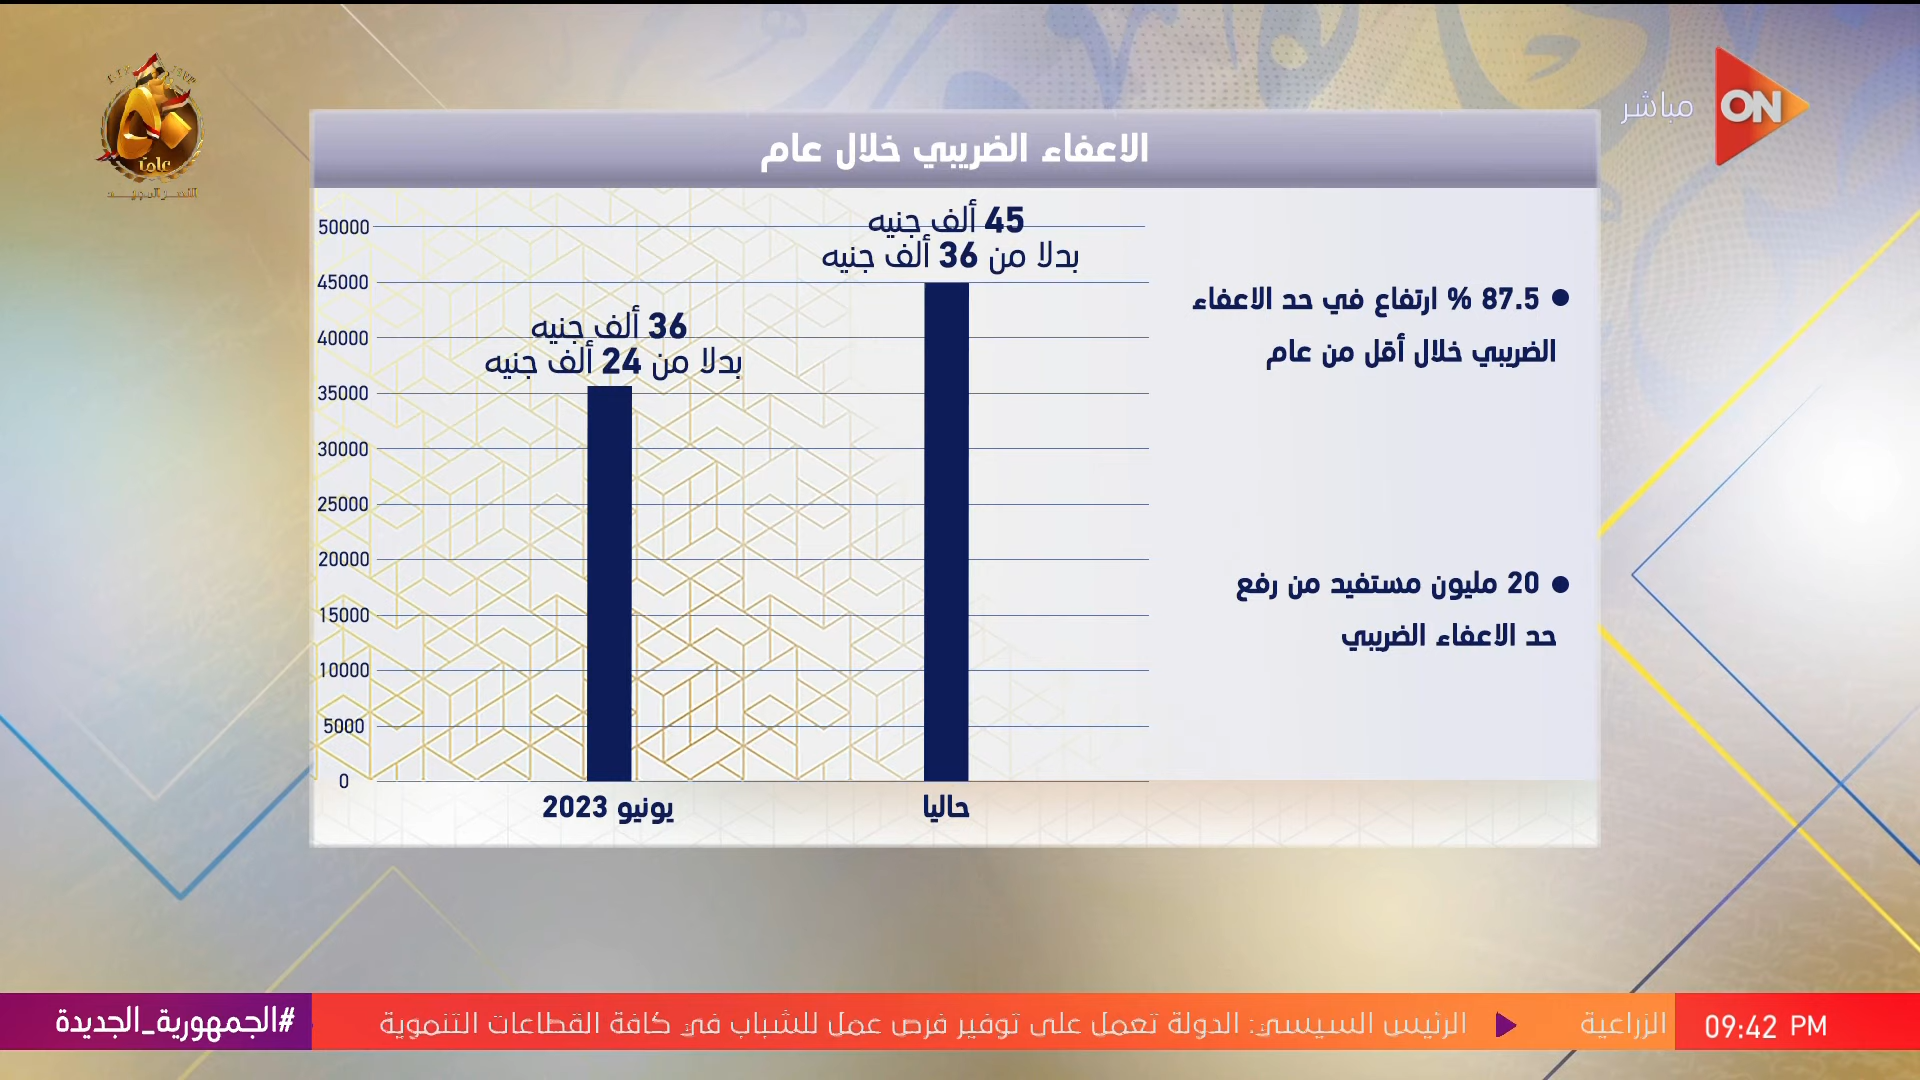 مباشر
ON
عاما
الاعفاء الضريبي خلال عام
45 ألف جنيه
بدلا من 36 ألف جنيه
36 ألف جنيه
بدلا من 24 ألف جنيه
50000
45000
40000
35000
30000
25000
20000
15000
10000
5000
0
يونيو 2023
حاليا
● 87.5 % ارتفاع في حد الاعفاء
الضريبي خلال أقل من عام
● 20 مليون مستفيد من رفع
حد الاعفاء الضريبي
09:42 PM
الزراعية
الرئيس السيسي: الدولة تعمل على توفير فرص عمل للشباب في كافة القطاعات التنموية
#الجمهورية_الجديدة